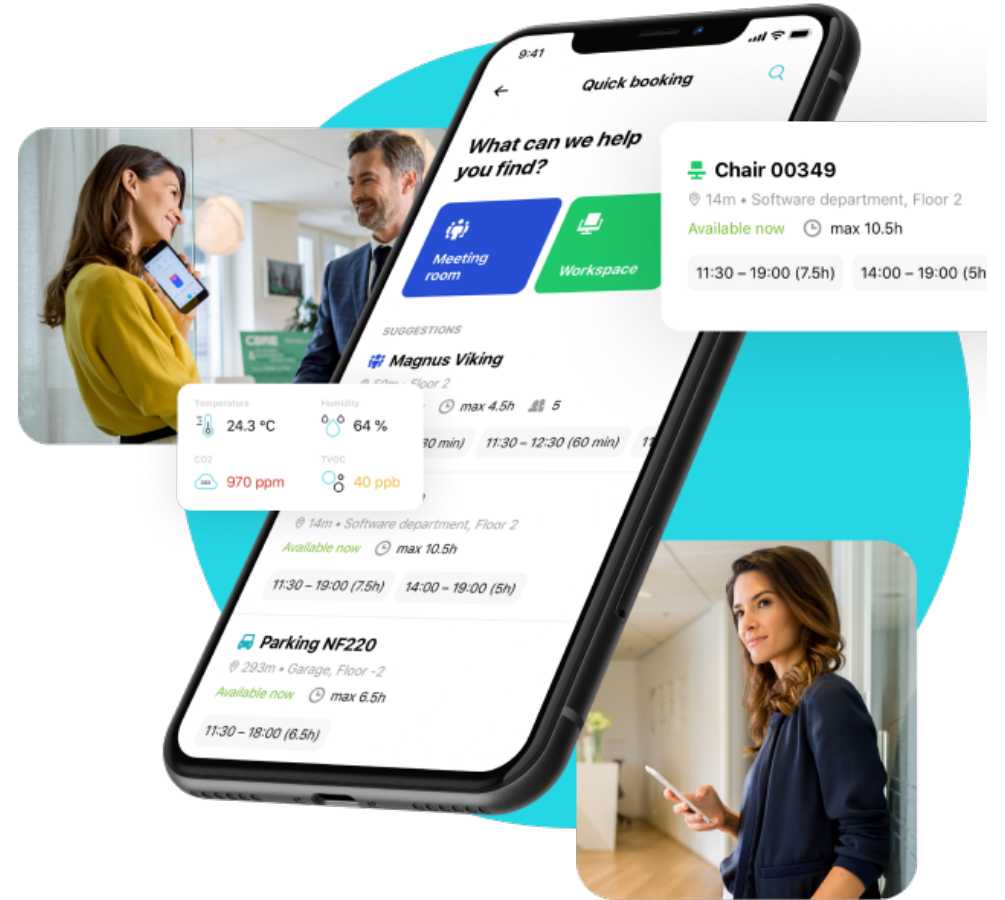 9:41
Quick booking
What can we help
you find?
Meeting
room
Workspace
SUGGESTIONS
Magnus Viking
Floor 2
max 4.5h 5
30 min) 11:30 – 12:30 (60 min)
14m • Software department, Floor 2
Available now max 10.5h
11:30 – 19:00 (7.5h) 14:00 – 19:00 (5h)
Parking NF220
293m • Garage, Floor -2
Available now max 6.5h
11:30 – 18:00 (6.5h)
Chair 00349
14m • Software department, Floor 2
Available now max 10.5h
11:30 – 19:00 (7.5h) 14:00 – 19:00 (5h
Temperature Humidity
24.3 °C 64 %
CO2 TVOC
970 ppm 40 ppb
CBRE
&